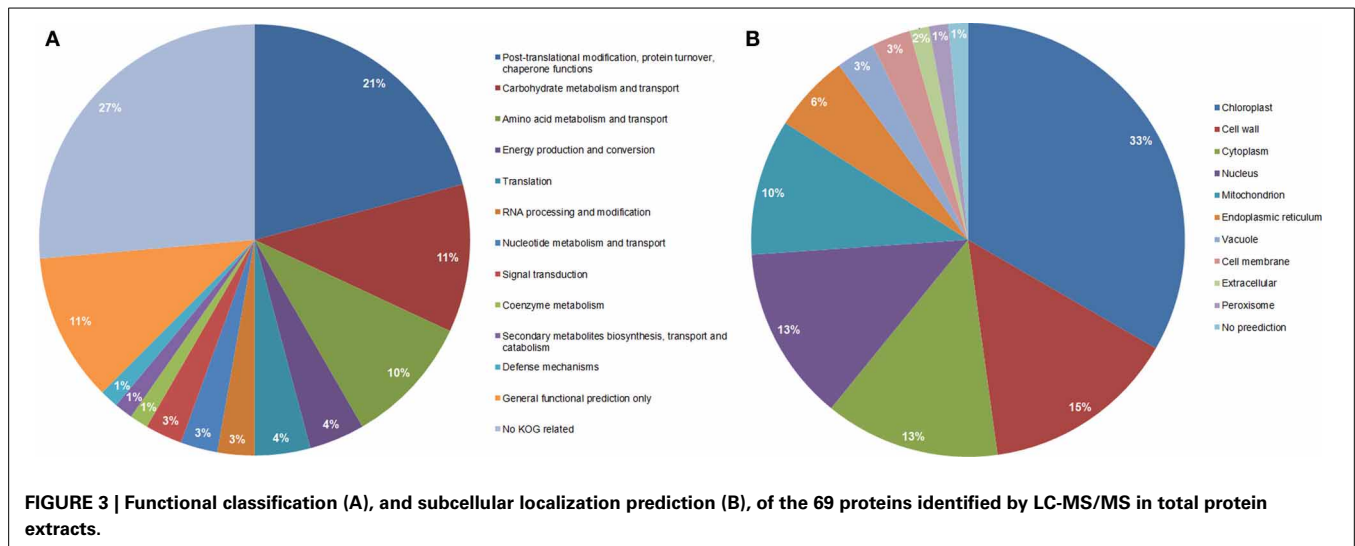 A
21%
11%
10%
4%
4%
3%
3%
3%
1%
1%
1%
11%
27%
Post-translational modification, protein turnover,
chaperone functions
Carbohydrate metabolism and transport
Amino acid metabolism and transport
Energy production and conversion
Translation
RNA processing and modification
Nucleotide metabolism and transport
Signal transduction
Coenzyme metabolism
Secondary metabolites biosynthesis, transport and
catabolism
Defense mechanisms
General functional prediction only
No KOG related
B
33%
15%
13%
13%
10%
6%
3%
3%
2%
1%
1%
Chloroplast
Cell wall
Cytoplasm
Nucleus
Mitochondrion
Endoplasmic reticulum
Vacuole
Cell membrane
Extracellular
Peroxisome
No preediction
FIGURE 3 | Functional classification (A), and subcellular localization prediction (B), of the 69 proteins identified by LC-MS/MS in total protein
extracts.